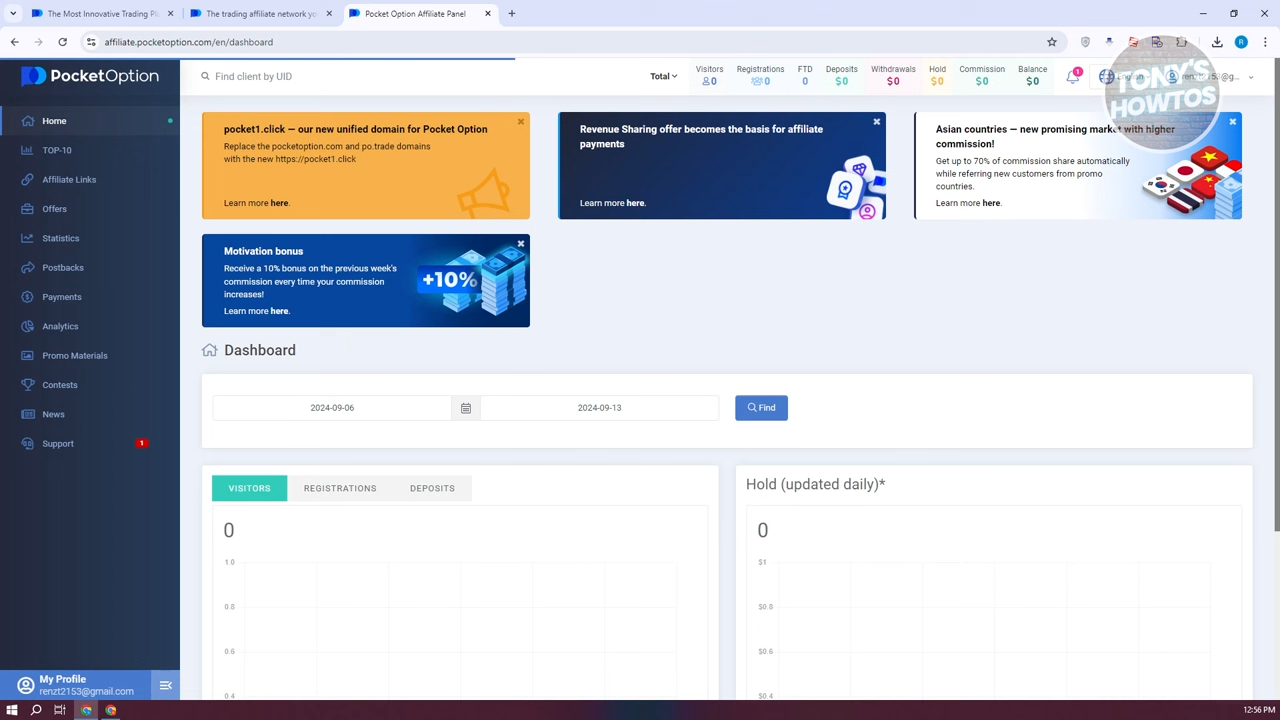 The Most Innovative Trading Pl
The trading affiliate network yo
Pocket Option Affiliate Panel
affiliate.pocketoption.com/en/dashboard
PocketOption
Find client by UID
Total
Visitors
0
Registrations
0
FTD
0
Deposits
$0
Withdrawals
$0
Hold
$0
Commission
$0
Balance
$0
1
TONY'S
HOWTOS
Home
TOP-10
Affiliate Links
Offers
Statistics
Postbacks
Payments
Analytics
Promo Materials
Contests
News
Support
1
My Profile
renzt2153@gmail.com
pocket1.click — our new unified domain for Pocket Option
Replace the pocketoption.com and po.trade domains
with the new https://pocket1.click
Learn more here.
Revenue Sharing offer becomes the basis for affiliate
payments
Learn more here.
Asian countries — new promising market with higher
commission!
Get up to 70% of commission share automatically
while referring new customers from promo
countries.
Learn more here.
Motivation bonus
Receive a 10% bonus on the previous week's
commission every time your commission
increases!
Learn more here.
+10%
Dashboard
2024-09-06
2024-09-13
Find
VISITORS
REGISTRATIONS
DEPOSITS
0
1.0
0.8
0.6
0.4
Hold (updated daily)*
0
$1
$0.8
$0.6
$0.4
12:56 PM